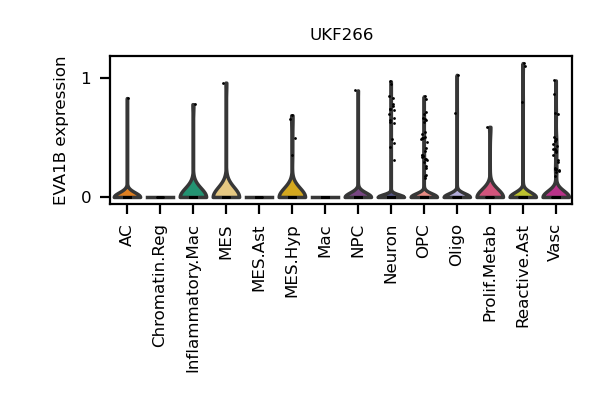 UKF266
EVA1B expression
1
0
AC
Chromatin.Reg
Inflammatory.Mac
MES
MES.Ast
MES.Hyp
Mac
NPC
Neuron
OPC
Oligo
Prolif.Metab
Reactive.Ast
Vasc